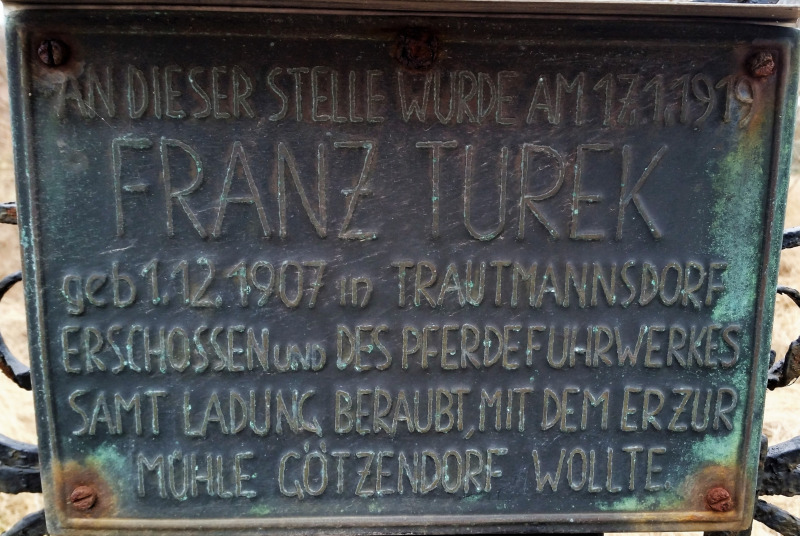 AN DIESER STELLE WURDE AM 17.1.1919
FRANZ TUREK
geb 1.12.1907 in TRAUTMANNSDORF
ERSCHOSSEN UND DES PFERDEFUHRWERKES
SAMT LADUNG BERAUBT, MIT DEM ER ZUR
MÜHLE GÖTZENDORF WOLLTE.